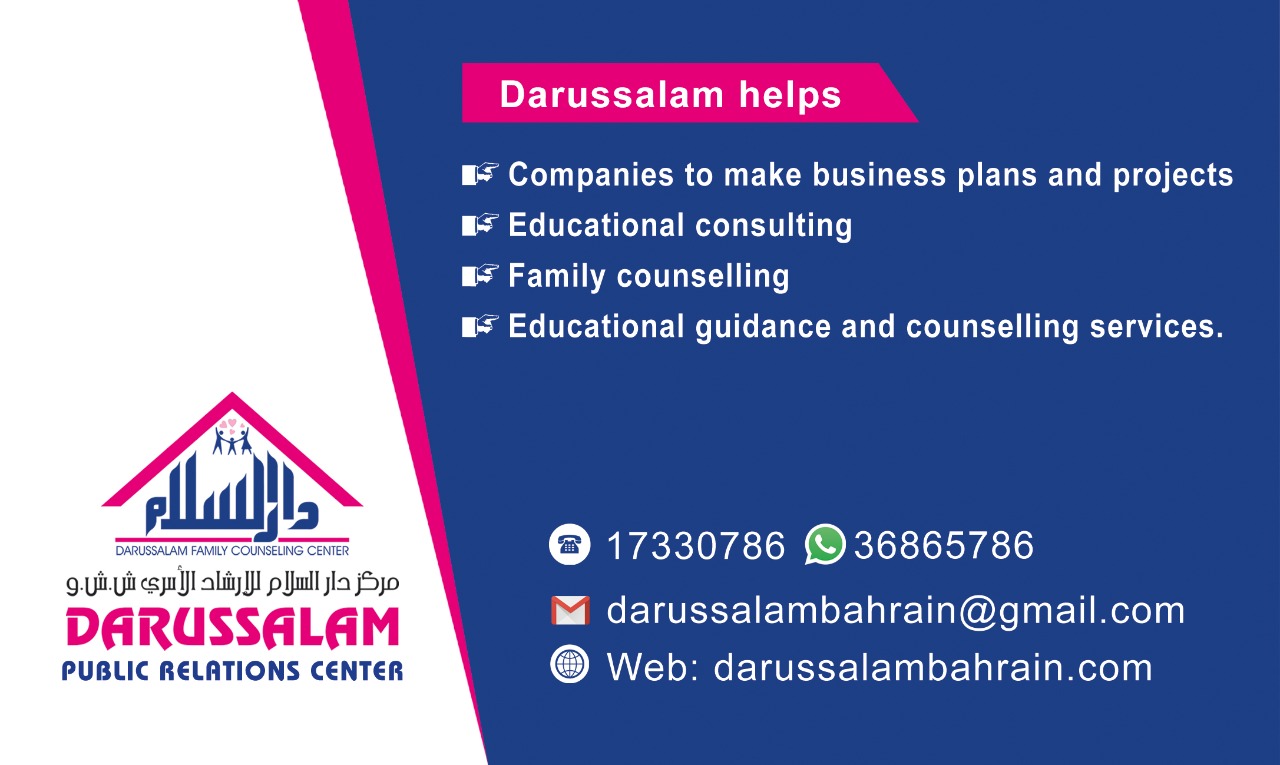 Darussalam helps
Companies to make business plans and projects
Educational consulting
Family counselling
Educational guidance and counselling services.
دار السلام
DARUSSALAM FAMILY COUNSELING CENTER
مركز دار السلام للإرشاد الأسري ش.ش.و
DARUSSALAM
PUBLIC RELATIONS CENTER
17330786 36865786
darussalambahrain@gmail.com
Web: darussalambahrain.com